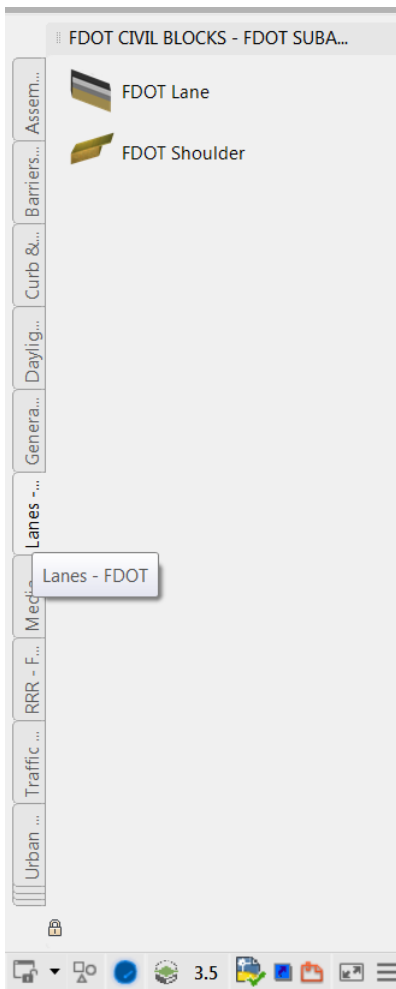 FDOT CIVIL BLOCKS - FDOT SUBA...
FDOT Lane
FDOT Shoulder
Assem...
Barriers...
Curb &...
Daylig...
Genera...
Lanes -...
Lanes - FDOT
Media
RRR - F...
Traffic ...
Urban ...
3.5